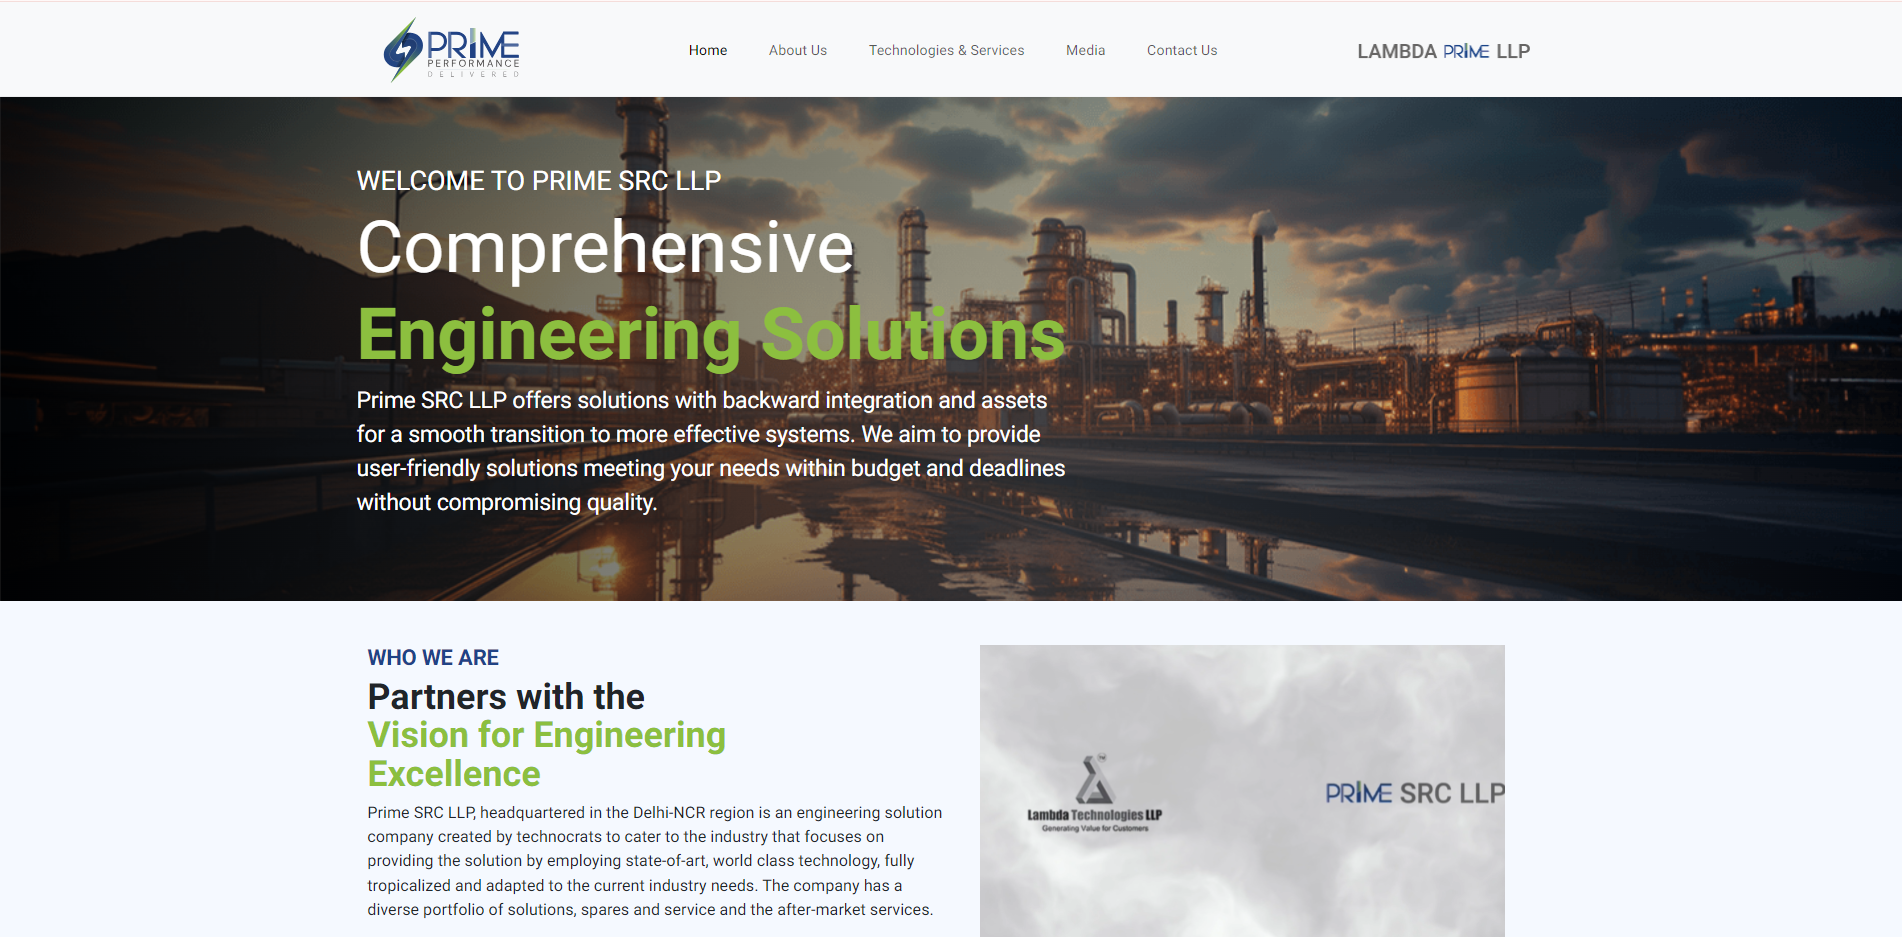 PRIME
PERFORMANCE
DELIVERED
Home
About Us
Technologies & Services
Media
Contact Us
LAMBDA PRIME LLP
WELCOME TO PRIME SRC LLP
Comprehensive
Engineering Solutions
Prime SRC LLP offers solutions with backward integration and assets
for a smooth transition to more effective systems. We aim to provide
user-friendly solutions meeting your needs within budget and deadlines
without compromising quality.
WHO WE ARE
Partners with the
Vision for Engineering
Excellence
Prime SRC LLP, headquartered in the Delhi-NCR region is an engineering solution
company created by technocrats to cater to the industry that focuses on
providing the solution by employing state-of-art, world class technology, fully
tropicalized and adapted to the current industry needs. The company has a
diverse portfolio of solutions, spares and service and the after-market services.
Lambda Technologies LLP
Generating Value for Customers
PRIME SRC LLP